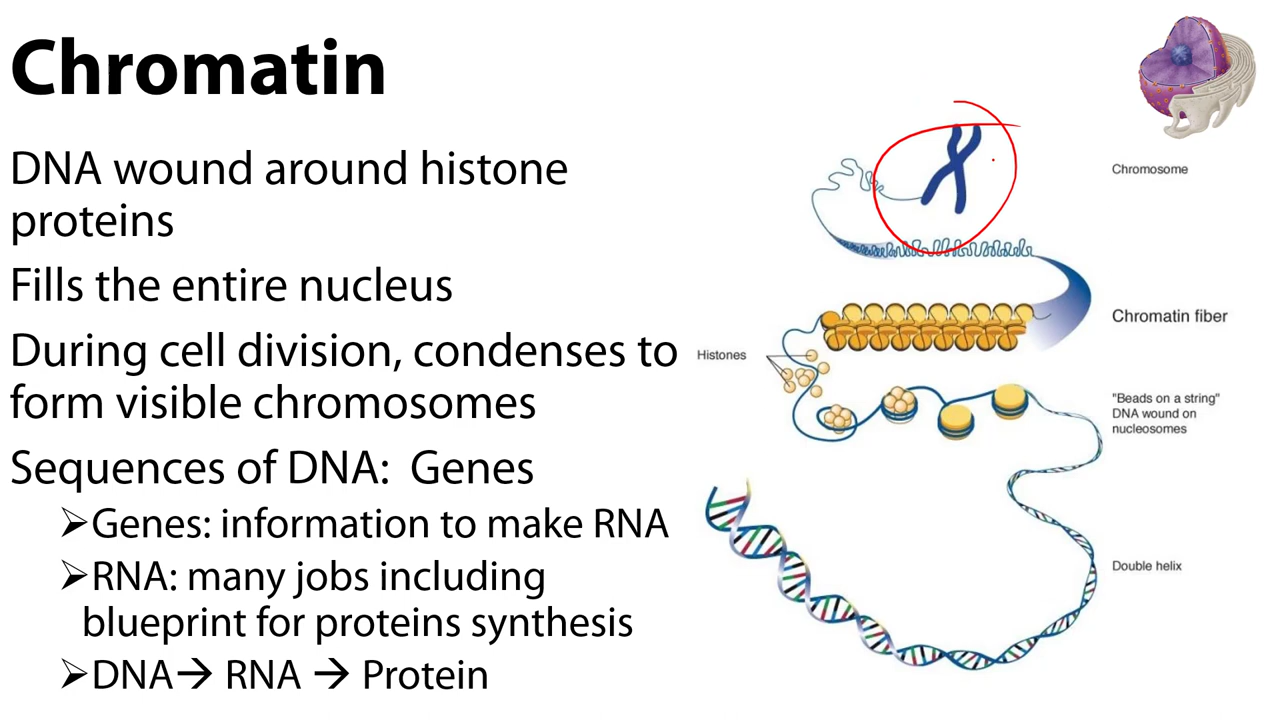 Chromatin
DNA wound around histone
proteins
Fills the entire nucleus
During cell division, condenses to
form visible chromosomes
Sequences of DNA:  Genes
➢Genes: information to make RNA
➢RNA: many jobs including
blueprint for proteins synthesis
➢DNA→ RNA → Protein
Chromosome
Chromatin fiber
Histones
"Beads on a string"
DNA wound on
nucleosomes
Double helix